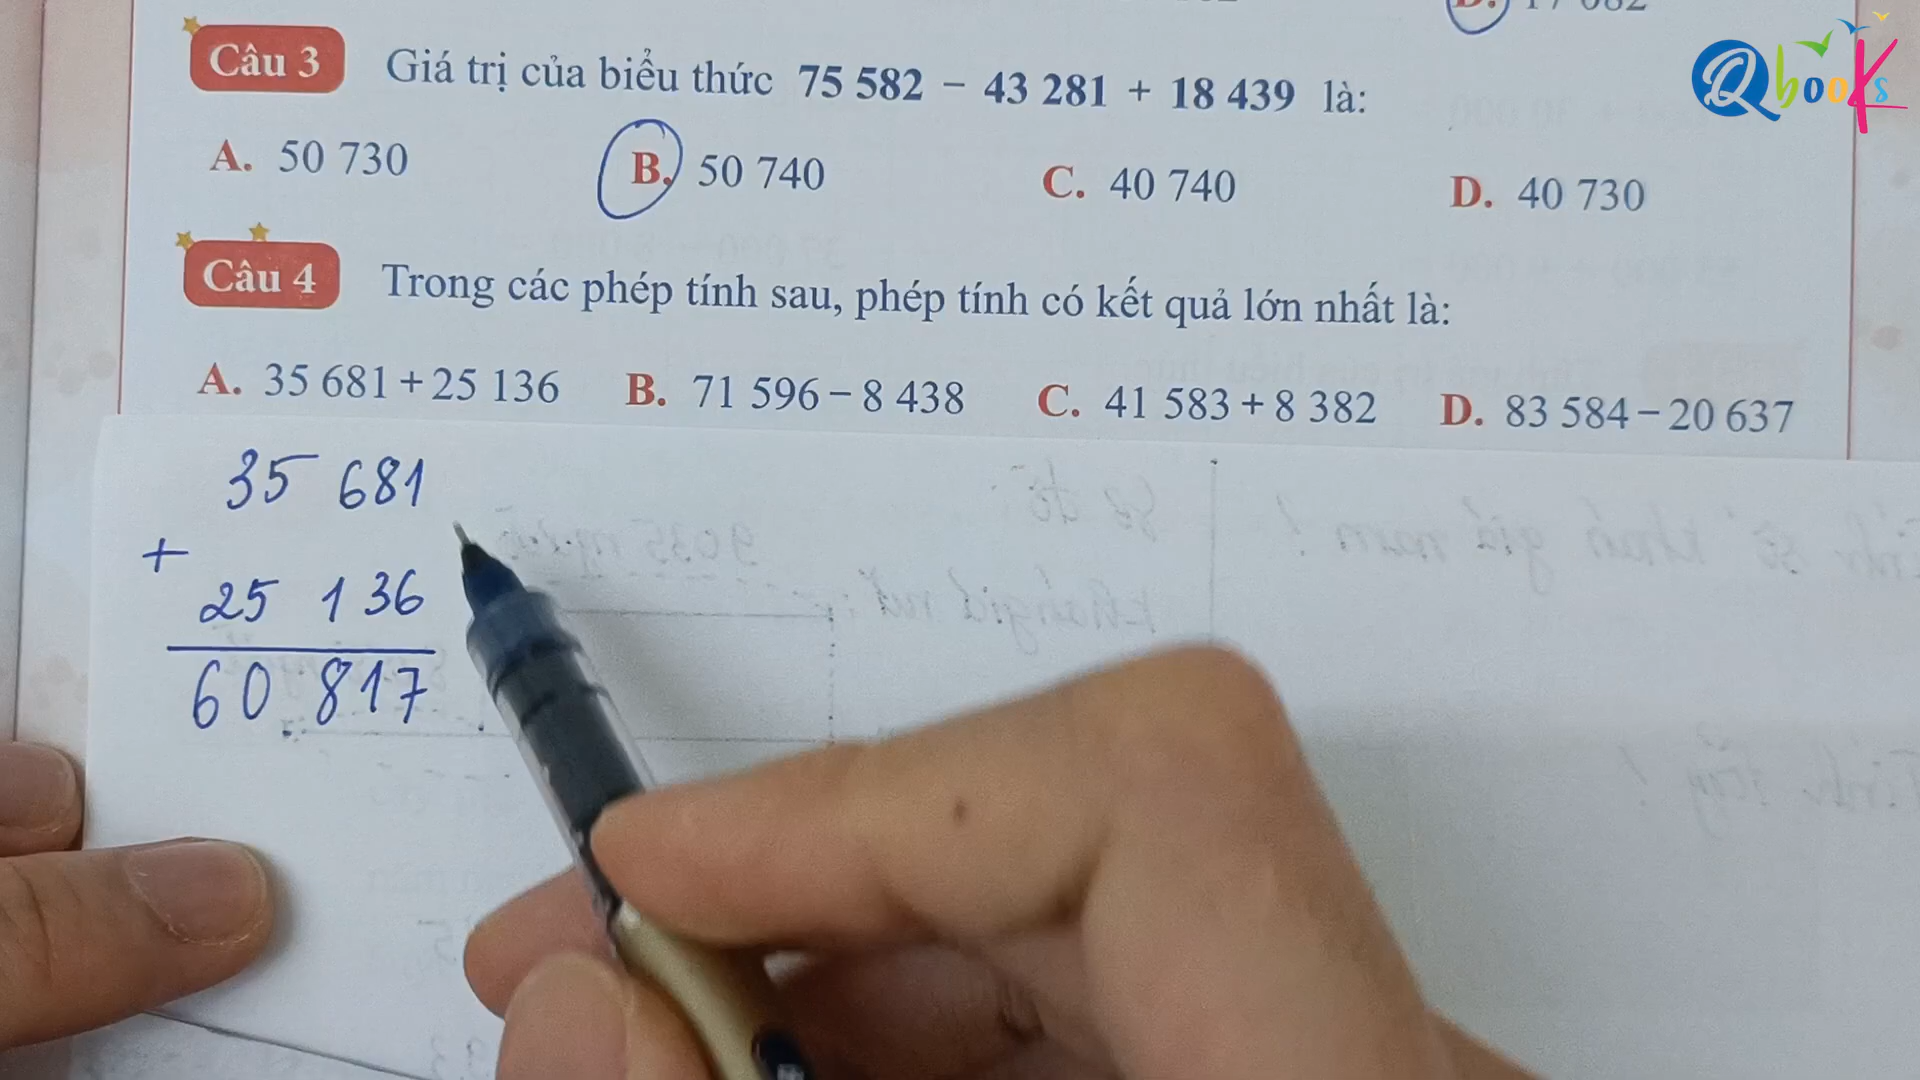 Qbooks
Câu 3 Giá trị của biểu thức 75 582 – 43 281 + 18 439 là:
A. 50 730 B. 50 740 C. 40 740 D. 40 730
Câu 4 Trong các phép tính sau, phép tính có kết quả lớn nhất là:
A. 35 681 + 25 136 B. 71 596 – 8 438 C. 41 583 + 8 382 D. 83 584 – 20 637
35 681
+
25 136
60 817